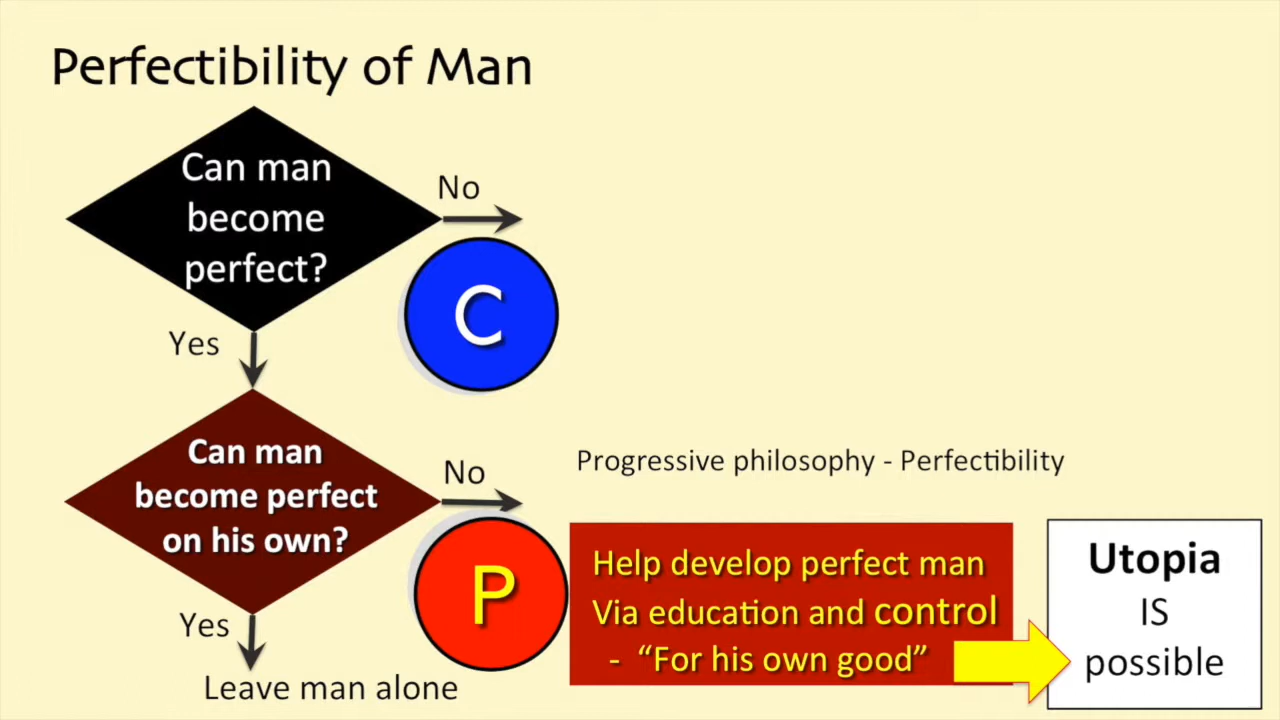 Perfectibility of Man
Can man
become
perfect?
No
C
Yes
Can man
become perfect
on his own?
No
P
Yes
Leave man alone
Progressive philosophy - Perfectibility
Help develop perfect man
Via education and control
- “For his own good”
Utopia
IS
possible